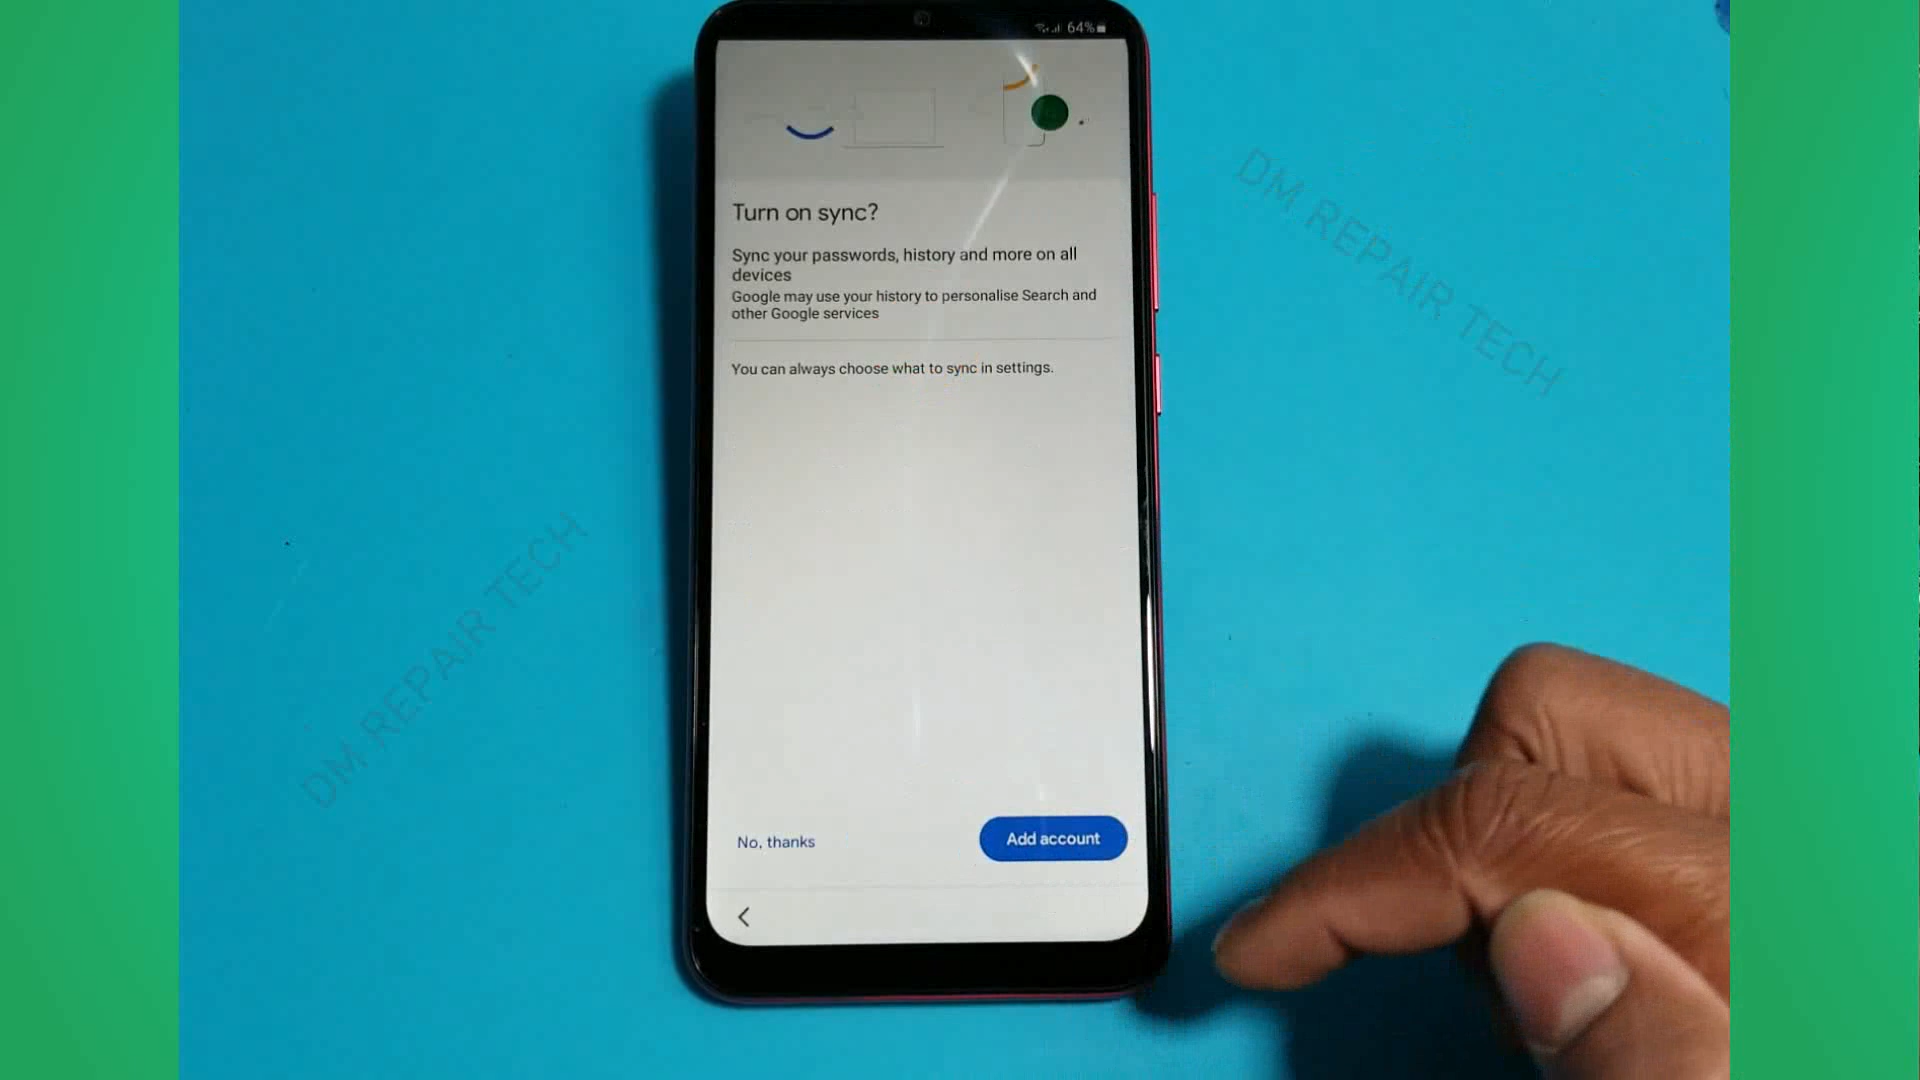 64%
Turn on sync?
Sync your passwords, history and more on all
devices
Google may use your history to personalise Search and
other Google services
You can always choose what to sync in settings.
No, thanks
Add account
DM REPAIR TECH
DM REPAIR TECH